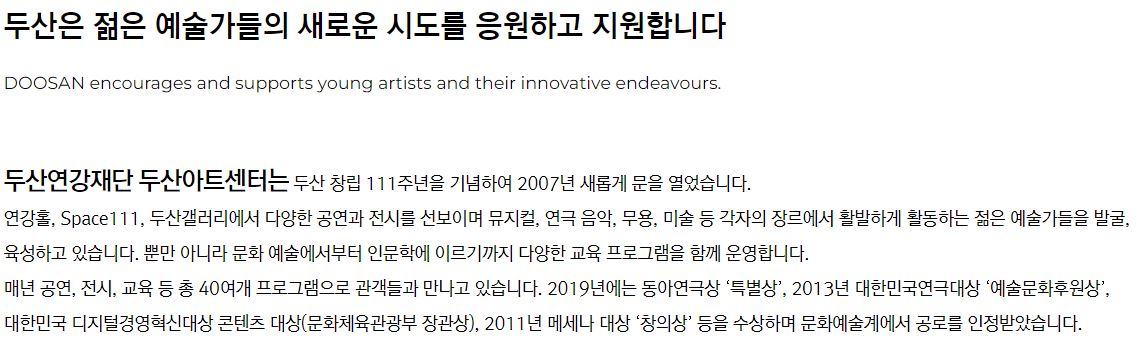 두산은 젊은 예술가들의 새로운 시도를 응원하고 지원합니다
DOOSAN encourages and supports young artists and their innovative endeavours.
두산연강재단 두산아트센터는 두산 창립 111주년을 기념하여 2007년 새롭게 문을 열었습니다.
연강홀, Space111, 두산갤러리에서 다양한 공연과 전시를 선보이며 뮤지컬, 연극 음악, 무용, 미술 등 각자의 장르에서 활발하게 활동하는 젊은 예술가들을 발굴,
육성하고 있습니다. 뿐만 아니라 문화 예술에서부터 인문학에 이르기까지 다양한 교육 프로그램을 함께 운영합니다.
매년 공연, 전시, 교육 등 총 40여개 프로그램으로 관객들과 만나고 있습니다. 2019년에는 동아연극상 ‘특별상’, 2013년 대한민국연극대상 ‘예술문화후원상’,
대한민국 디지털경영혁신대상 콘텐츠 대상(문화체육관광부 장관상), 2011년 메세나 대상 ‘창의상’ 등을 수상하며 문화예술계에서 공로를 인정받았습니다.